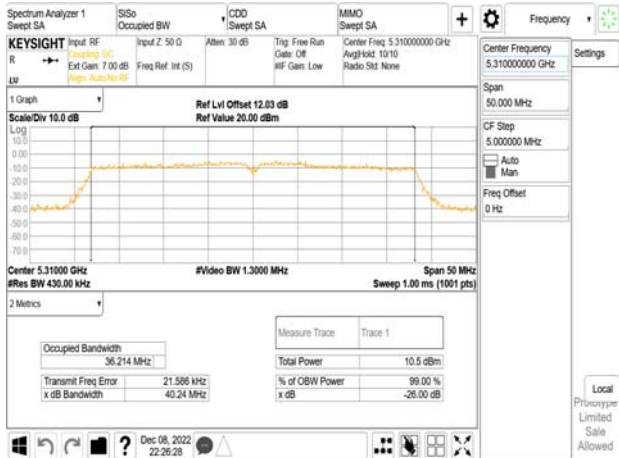 Spectrum Analyzer 1
Swept SA
SiSo
Occupied BW
CDD
Swept SA
MIMO
Swept SA
+
Frequency
KEYSIGHT
R
LXI
Input: RF
Coupling: DC
Ext Gain: 7.00 dB
Align: Auto/No RF
Input Z: 50 Ω
Freq Ref: Int (S)
Atten: 30 dB
Trig: Free Run
Gate: Off
#IF Gain: Low
Center Freq: 5.310000000 GHz
Avg|Hold: 10/10
Radio Std: None
Center Frequency
5.310000000 GHz
Settings
Span
50.000 MHz
CF Step
5.000000 MHz
Auto
Man
Freq Offset
0 Hz
1 Graph
Scale/Div 10.0 dB
Ref Lvl Offset 12.03 dB
Ref Value 20.00 dBm
Log
10.0
0.00
-10.0
-20.0
-30.0
-40.0
-50.0
-60.0
-70.0
Center 5.31000 GHz
#Res BW 430.00 kHz
#Video BW 1.3000 MHz
Span 50 MHz
Sweep 1.00 ms (1001 pts)
2 Metrics
Measure Trace
Trace 1
Occupied Bandwidth
36.214 MHz
Total Power
10.5 dBm
Transmit Freq Error
21.586 kHz
% of OBW Power
99.00 %
x dB Bandwidth
40.24 MHz
x dB
-26.00 dB
Local
Prototype
Limited
Sale
Allowed
?
Dec 08, 2022
22:26:28